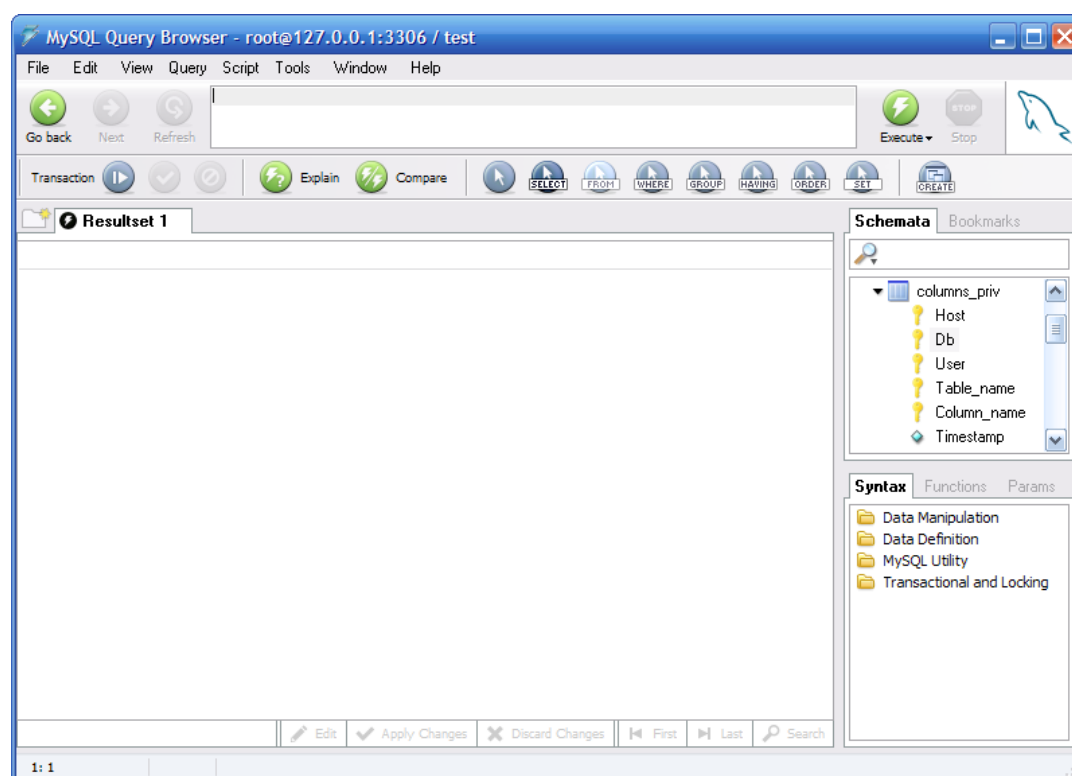 MySQL Query Browser - root@127.0.0.1:3306 / test
File Edit View Query Script Tools Window Help
Go back Next Refresh Execute STOP Stop
Transaction Explain Compare SELECT FROM WHERE GROUP HAVING ORDER SET CREATE
Resultset 1
Schemata Bookmarks
columns_priv
Host
Db
User
Table_name
Column_name
Timestamp
Syntax Functions Params
Data Manipulation
Data Definition
MySQL Utility
Transactional and Locking
Edit Apply Changes Discard Changes First Last Search
1: 1